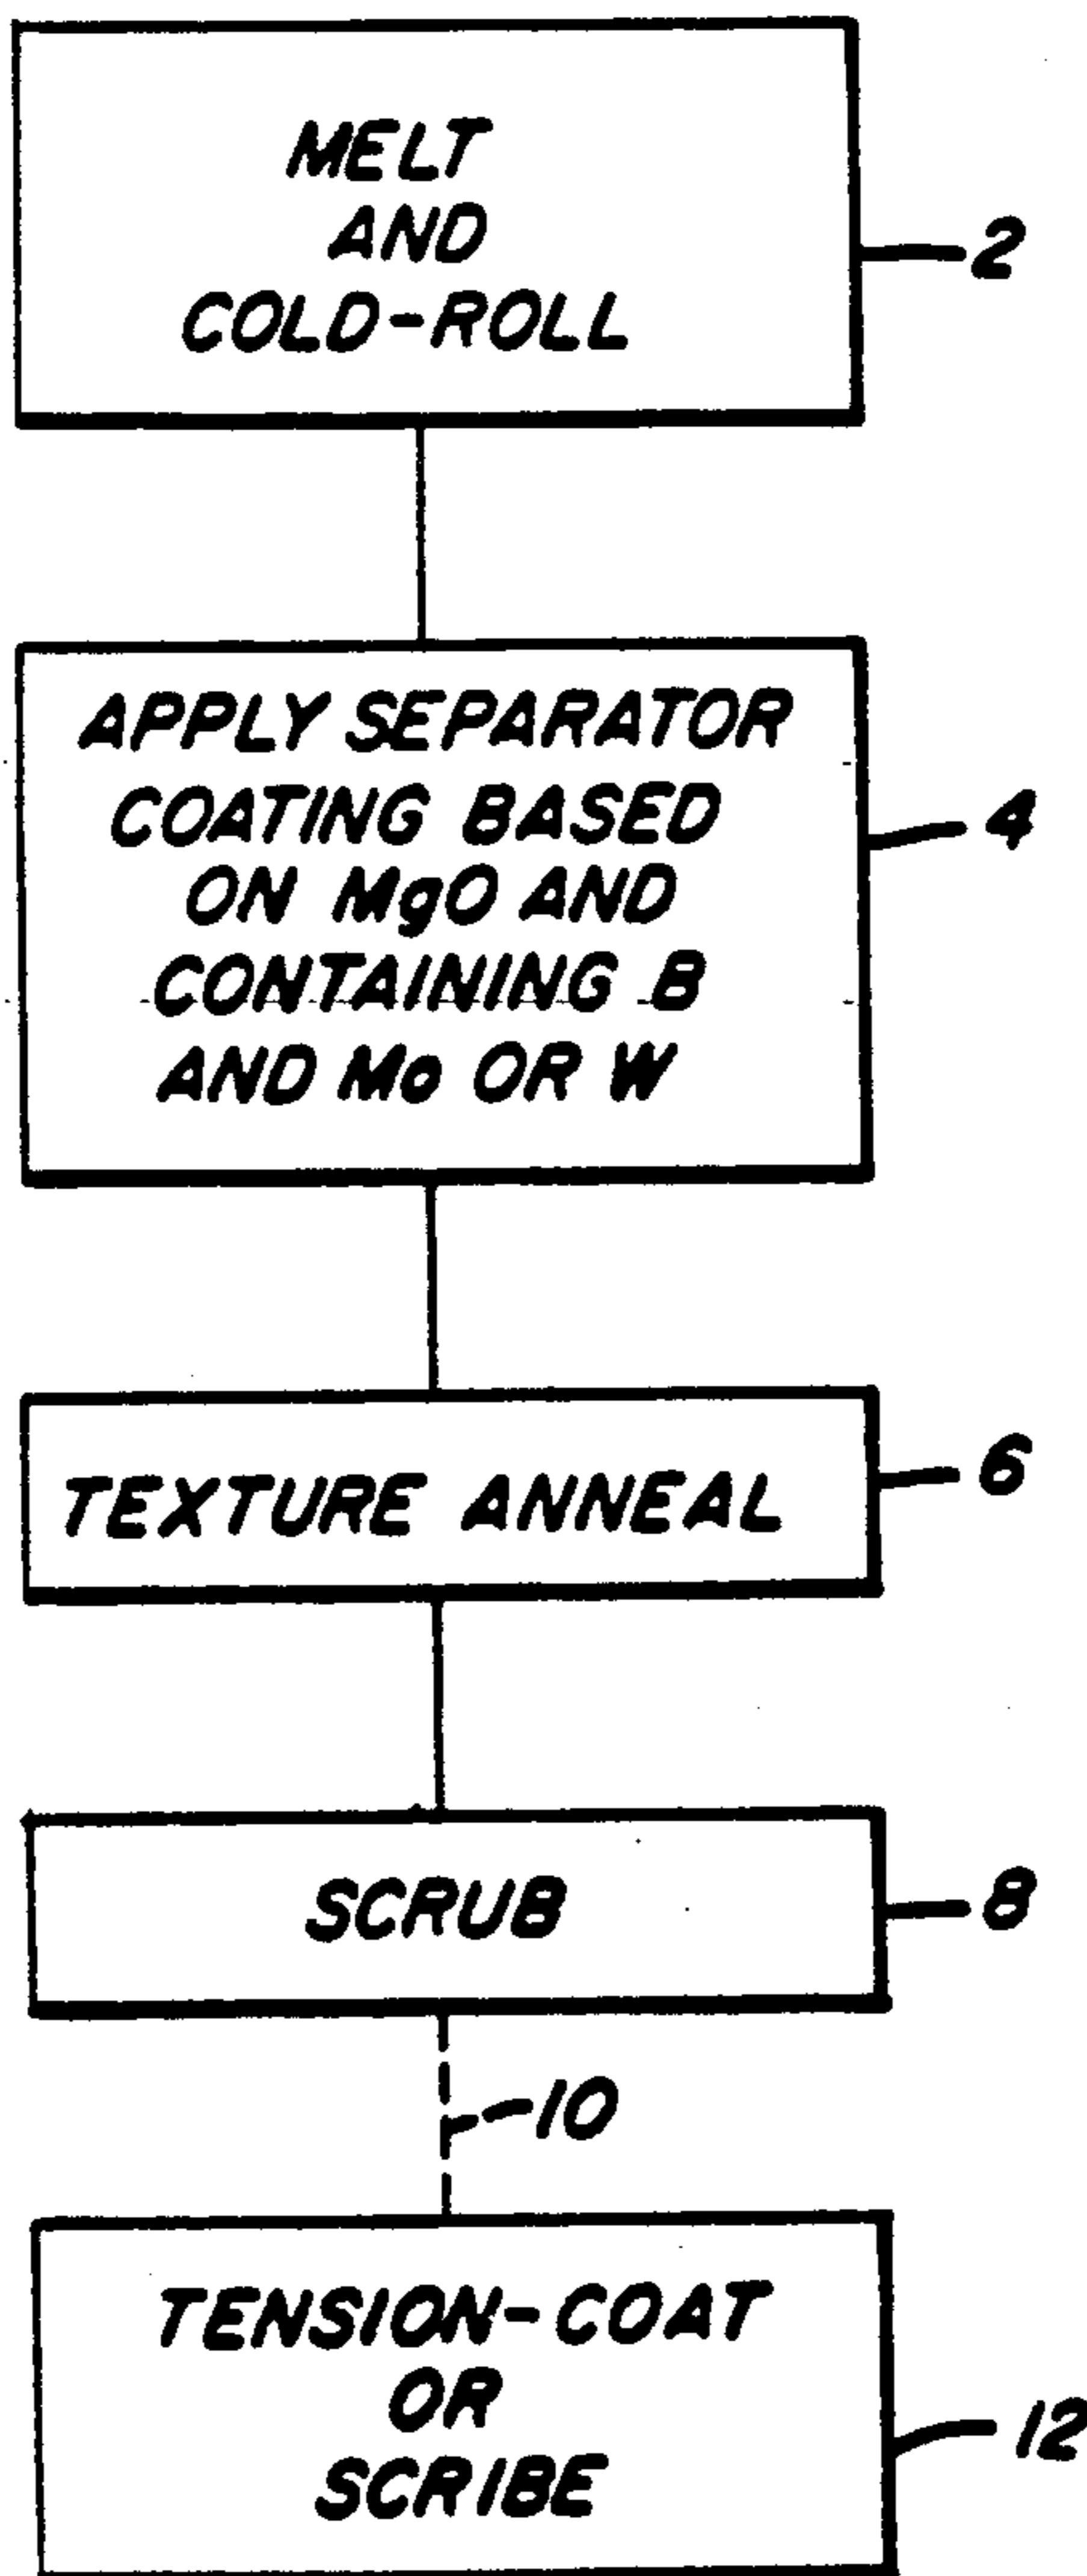 MELT
AND
COLD-ROLL
2
APPLY SEPARATOR
COATING BASED
ON MgO AND
CONTAINING B
AND Mo OR W
4
TEXTURE ANNEAL
6
SCRUB
8
10
TENSION-COAT
OR
SCRIBE
12